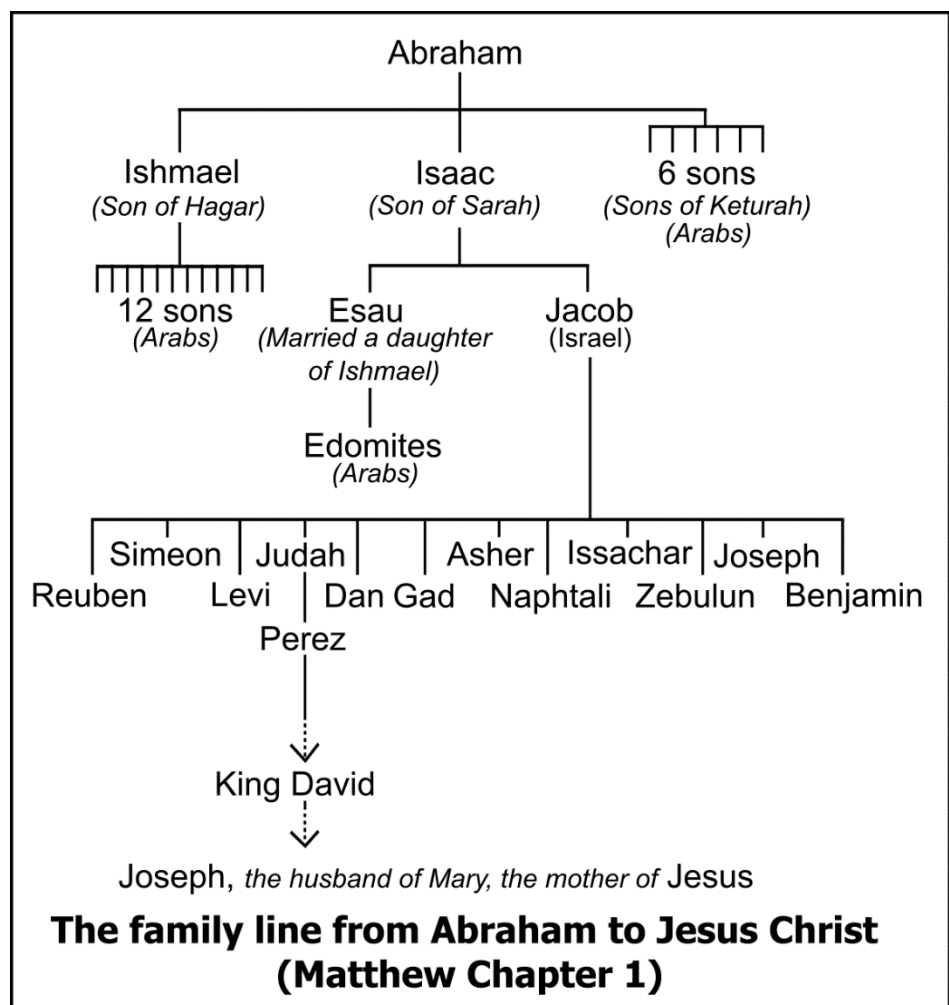 Abraham
Ishmael Isaac 6 sons
(Son of Hagar) (Son of Sarah) (Sons of Keturah)
(Arabs)
12 sons Esau Jacob
(Arabs) (Married a daughter (Israel)
of Ishmael)
Edomites
(Arabs)
Simeon Judah Asher Issachar Joseph
Reuben Levi Dan Gad Naphtali Zebulun Benjamin
Perez
King David
Joseph, the husband of Mary, the mother of Jesus
The family line from Abraham to Jesus Christ
(Matthew Chapter 1)